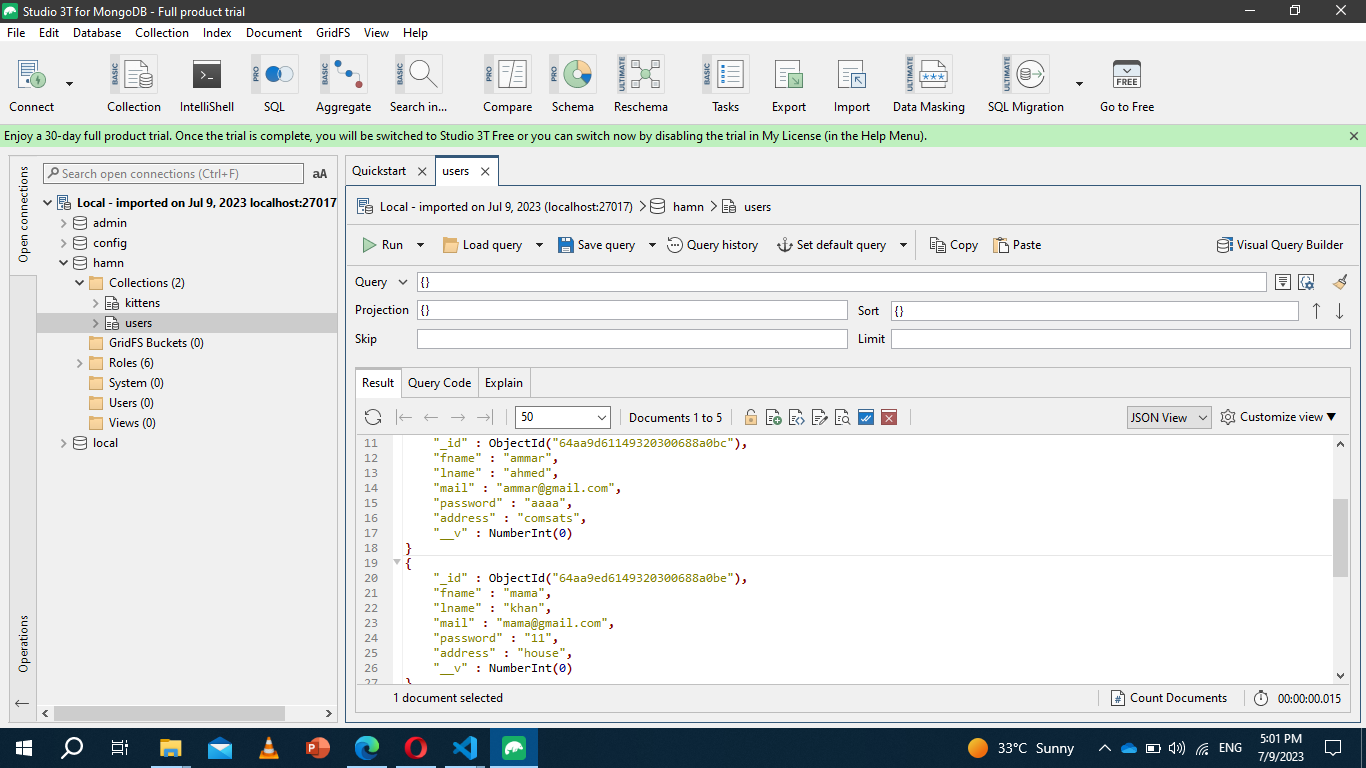 Studio 3T for MongoDB - Full product trial
File Edit Database Collection Index Document GridFS View Help
BASIC PRO BASIC BASIC PRO PRO ULTIMATE BASIC ULTIMATE ULTIMATE FREE
Connect Collection IntelliShell SQL Aggregate Search in... Compare Schema Reschema Tasks Export Import Data Masking SQL Migration Go to Free
Enjoy a 30-day full product trial. Once the trial is complete, you will be switched to Studio 3T Free or you can switch now by disabling the trial in My License (in the Help Menu).
Open connections
Operations
Search open connections (Ctrl+F) aA
Local - imported on Jul 9, 2023 localhost:27017
admin
config
hamn
Collections (2)
kittens
users
GridFS Buckets (0)
Roles (6)
System (0)
Users (0)
Views (0)
local
Quickstart users
Local - imported on Jul 9, 2023 (localhost:27017) hamn users
Run Load query Save query Query history Set default query Copy Paste Visual Query Builder
Query {}
Projection {} Sort {}
Skip Limit
Result Query Code Explain
50 Documents 1 to 5 JSON View Customize view
11 "_id" : ObjectId("64aa9d61149320300688a0bc"),
12 "fname" : "ammar",
13 "lname" : "ahmed",
14 "mail" : "ammar@gmail.com",
15 "password" : "aaaa",
16 "address" : "comsats",
17 "__v" : NumberInt(0)
18 }
19 {
20 "_id" : ObjectId("64aa9ed6149320300688a0be"),
21 "fname" : "mama",
22 "lname" : "khan",
23 "mail" : "mama@gmail.com",
24 "password" : "11",
25 "address" : "house",
26 "__v" : NumberInt(0)
27 }
1 document selected Count Documents 00:00:00.015
33°C Sunny ENG 5:01 PM
7/9/2023